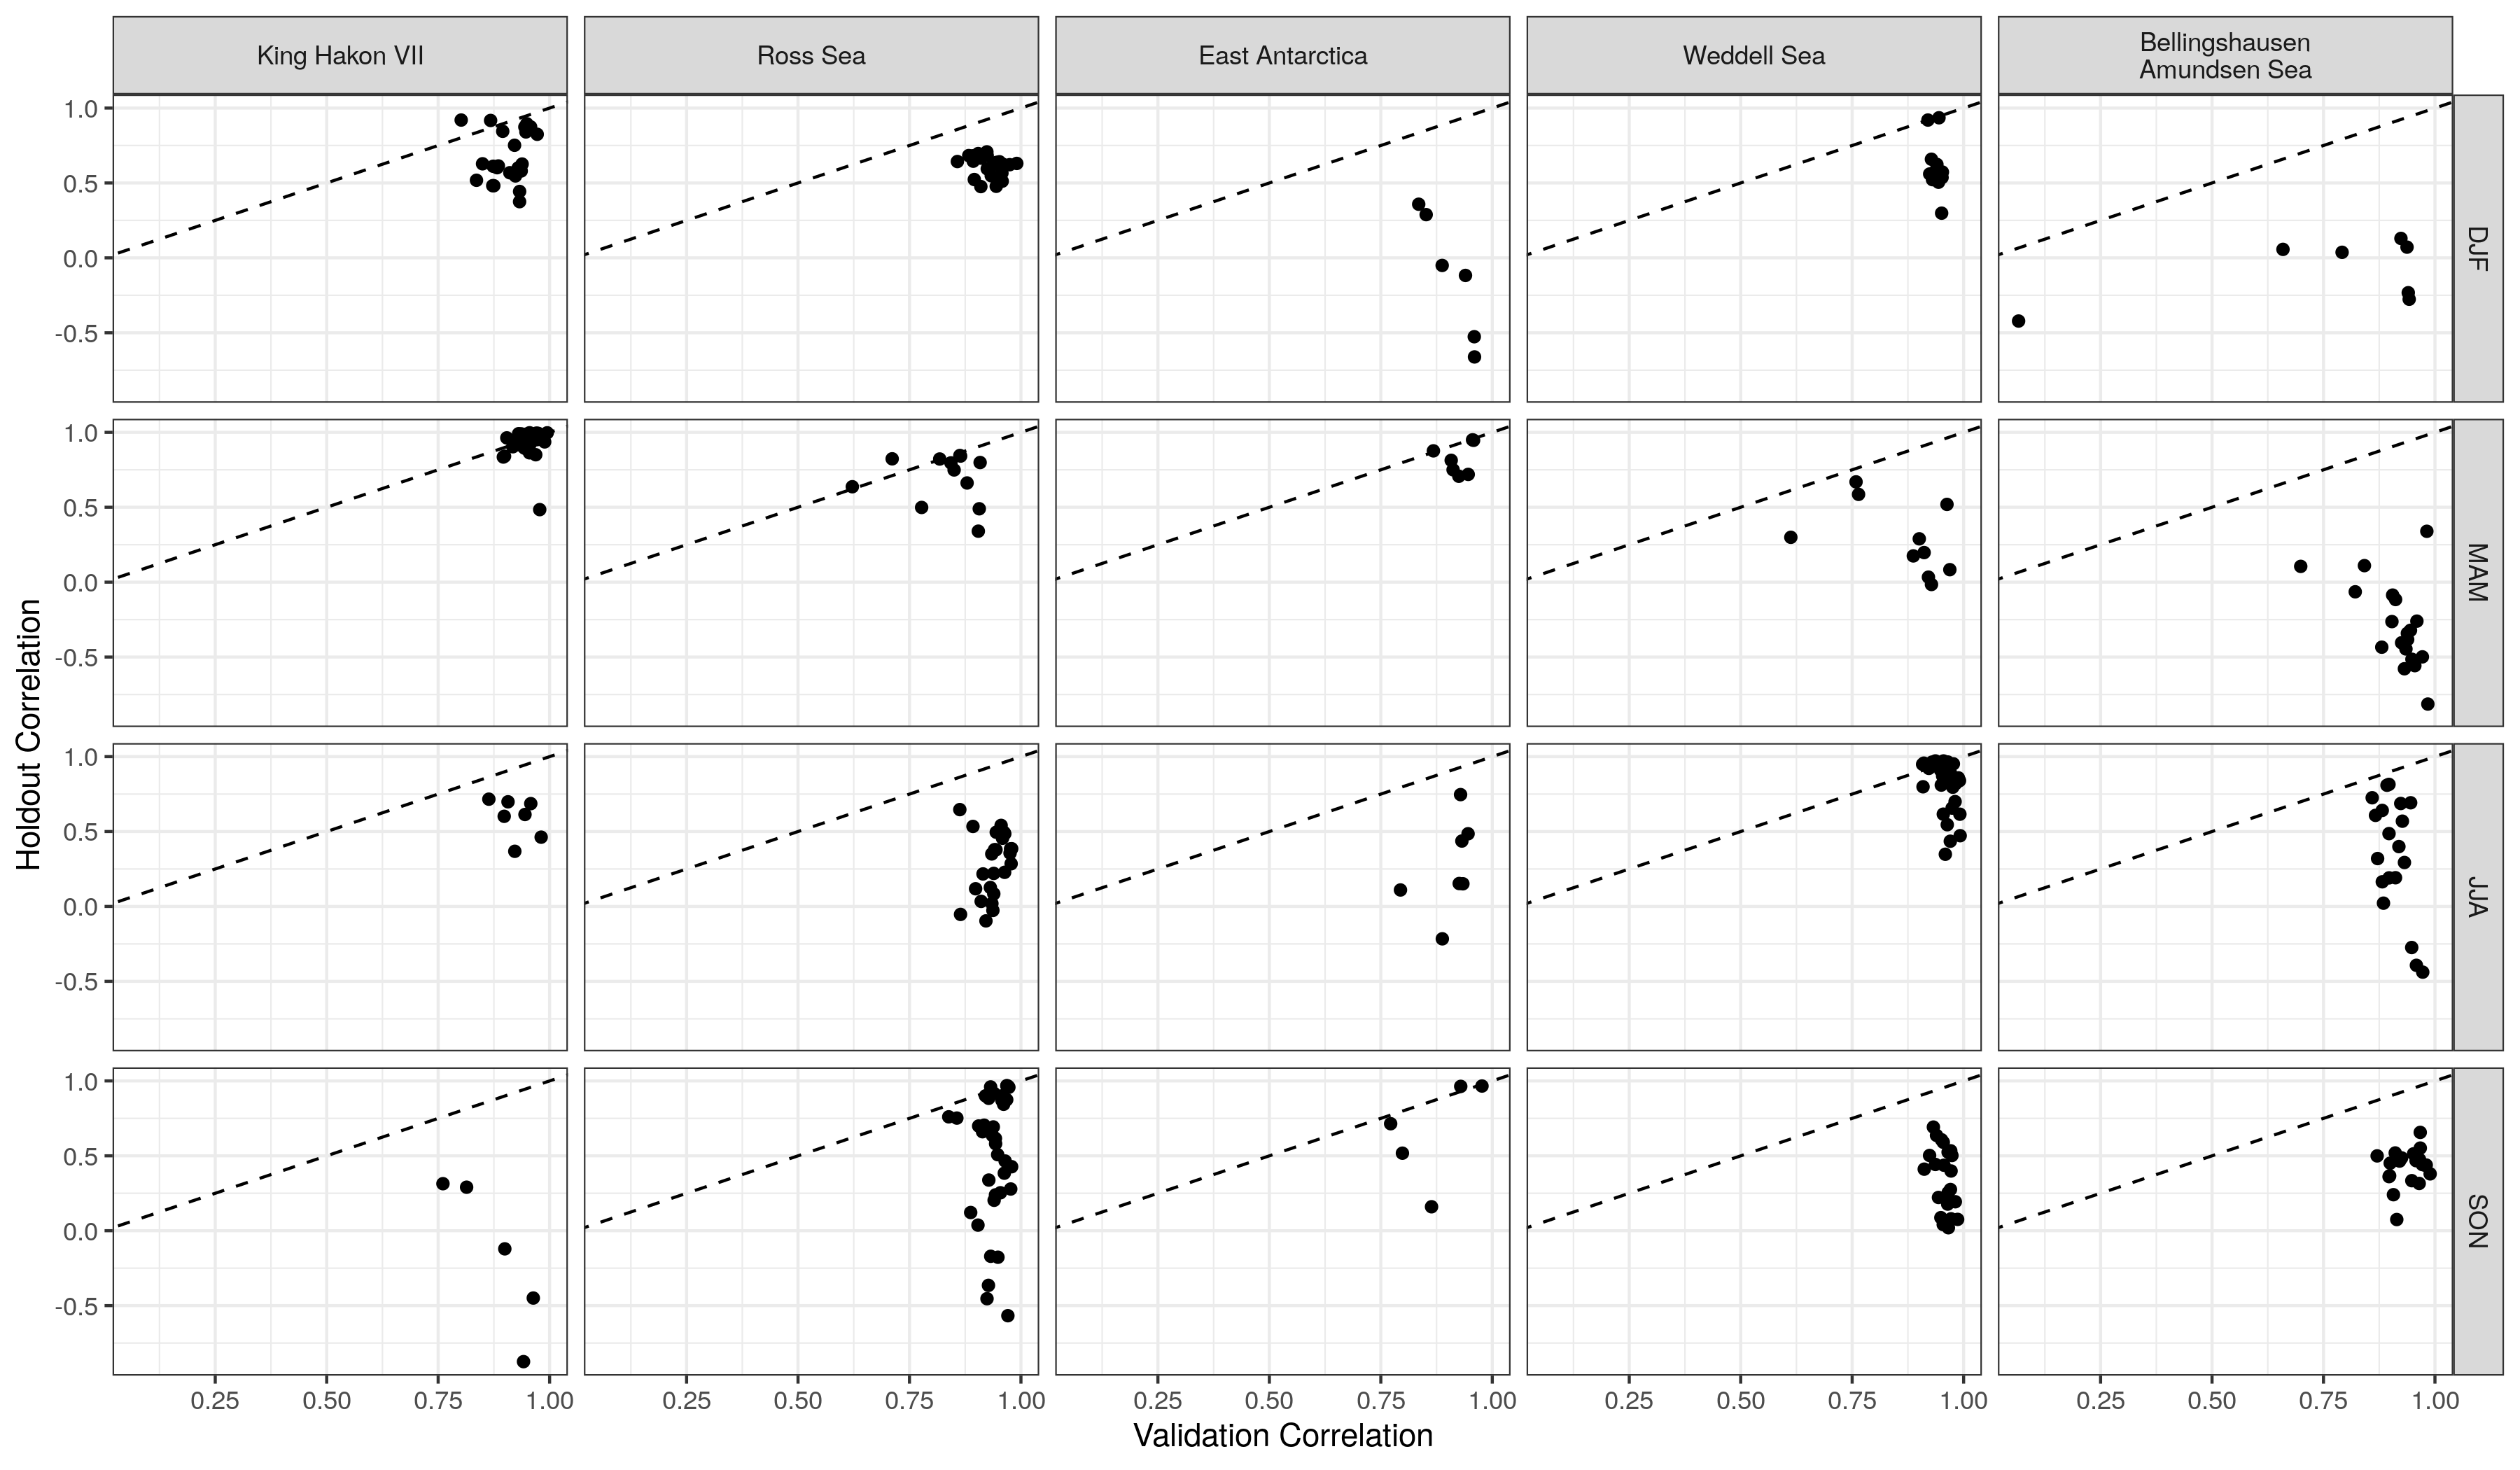 King Hakon VII
Ross Sea
East Antarctica
Weddell Sea
Bellingshausen
Amundsen Sea
1.0
0.5
0.0
-0.5
DJF
1.0
0.5
0.0
-0.5
MAM
1.0
0.5
0.0
-0.5
JJA
1.0
0.5
0.0
-0.5
SON
Holdout Correlation
0.25 0.50 0.75 1.00
0.25 0.50 0.75 1.00
0.25 0.50 0.75 1.00
0.25 0.50 0.75 1.00
0.25 0.50 0.75 1.00
Validation Correlation